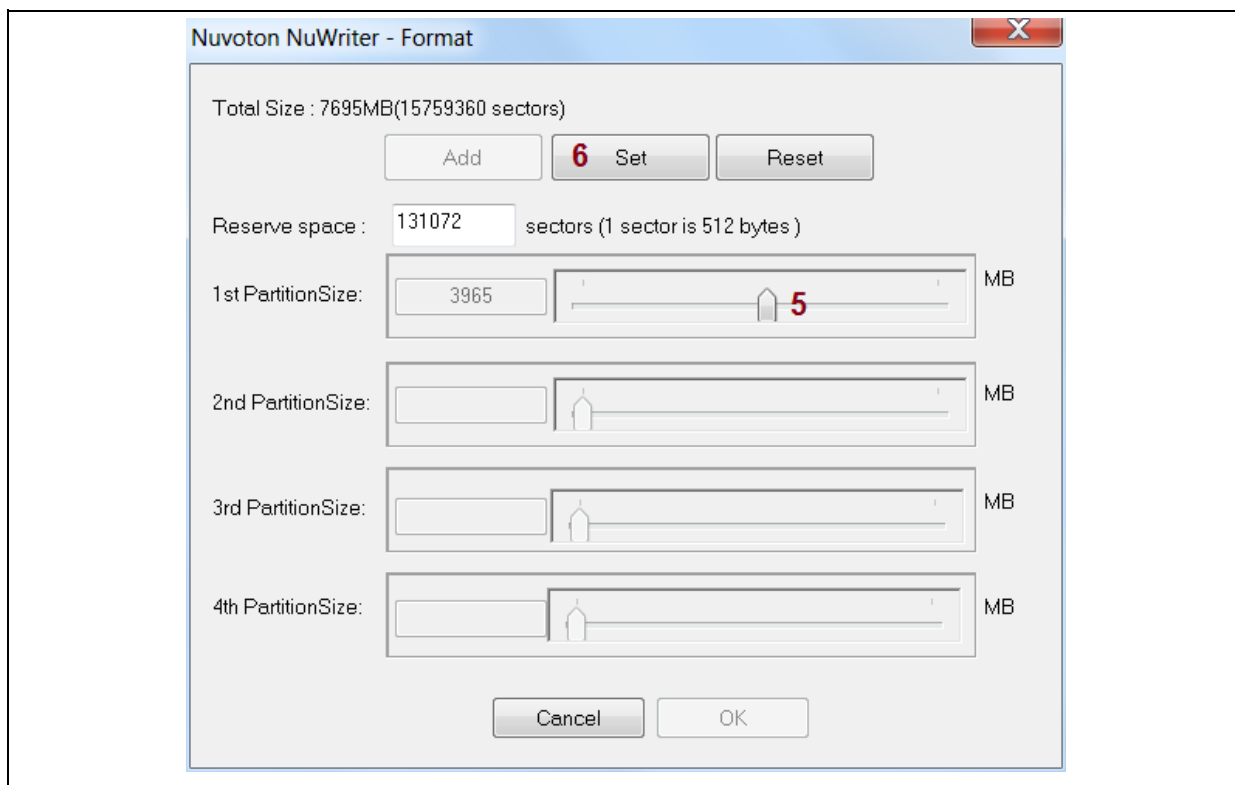 Nuvoton NuWriter - Format
X
Total Size : 7695MB(15759360 sectors)
Add 6 Set Reset
Reserve space : 131072 sectors (1 sector is 512 bytes )
1st PartitionSize: 3965 5 MB
2nd PartitionSize: MB
3rd PartitionSize: MB
4th PartitionSize: MB
Cancel OK